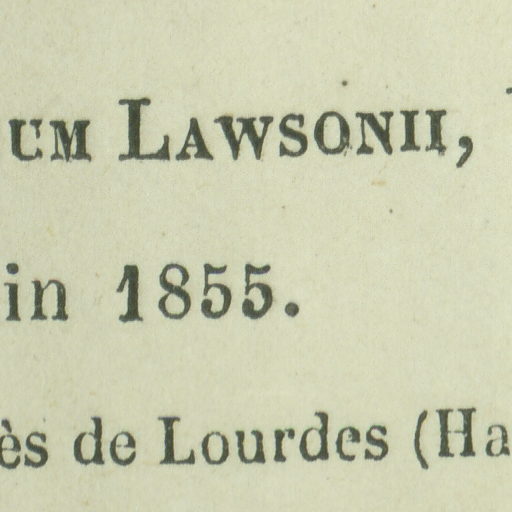 UM LAWSONII,
in 1855.
ès de Lourdes (Ha